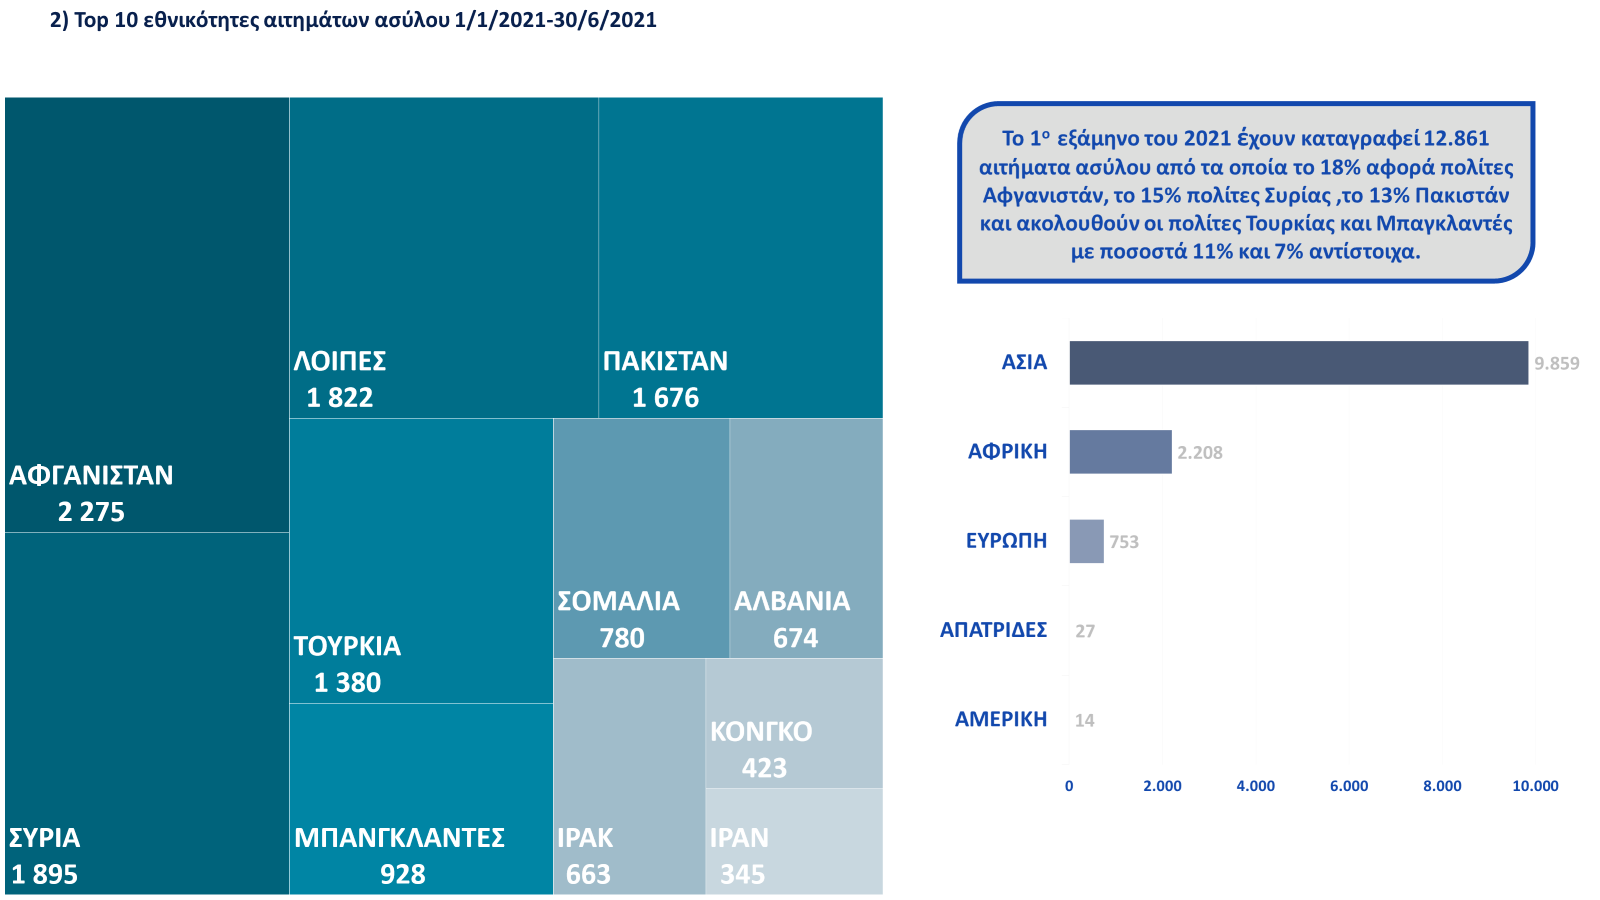 2) Top 10 εθνικότητες αιτημάτων ασύλου 1/1/2021-30/6/2021
ΑΦΓΑΝΙΣΤΑΝ
2 275
ΣΥΡΙΑ
1 895
ΛΟΙΠΕΣ
1 822
ΠΑΚΙΣΤΑΝ
1 676
ΤΟΥΡΚΙΑ
1 380
ΜΠΑΝΓΚΛΑΝΤΕΣ
928
ΣΟΜΑΛΙΑ
780
ΑΛΒΑΝΙΑ
674
ΙΡΑΚ
663
ΚΟΝΓΚΟ
423
ΙΡΑΝ
345
Το 1ο εξάμηνο του 2021 έχουν καταγραφεί 12.861
αιτήματα ασύλου από τα οποία το 18% αφορά πολίτες
Αφγανιστάν, το 15% πολίτες Συρίας ,το 13% Πακιστάν
και ακολουθούν οι πολίτες Τουρκίας και Μπαγκλαντές
με ποσοστά 11% και 7% αντίστοιχα.
ΑΣΙΑ 9.859
ΑΦΡΙΚΗ 2.208
ΕΥΡΩΠΗ 753
ΑΠΑΤΡΙΔΕΣ 27
ΑΜΕΡΙΚΗ 14
0 2.000 4.000 6.000 8.000 10.000